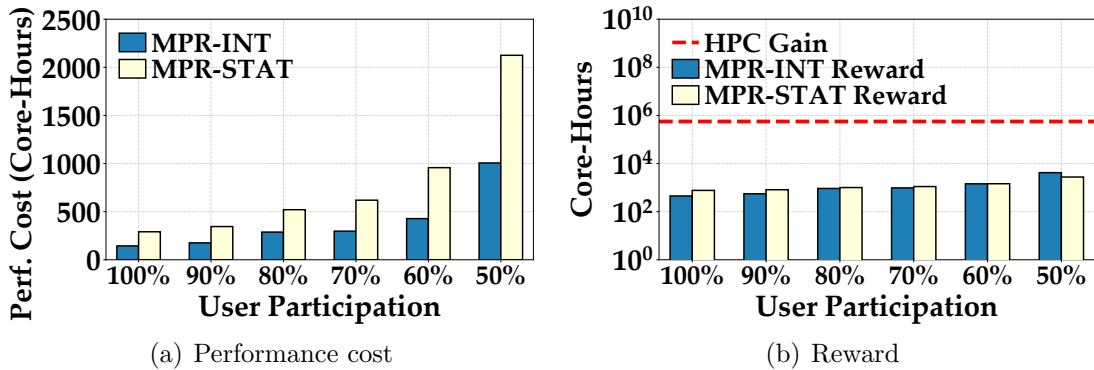 Perf. Cost (Core-Hours)
2500
2000
1500
1000
500
0
MPR-INT
MPR-STAT
100% 90% 80% 70% 60% 50%
User Participation
(a) Performance cost
Core-Hours
10^10
10^8
10^6
10^4
10^2
10^0
HPC Gain
MPR-INT Reward
MPR-STAT Reward
100% 90% 80% 70% 60% 50%
User Participation
(b) Reward